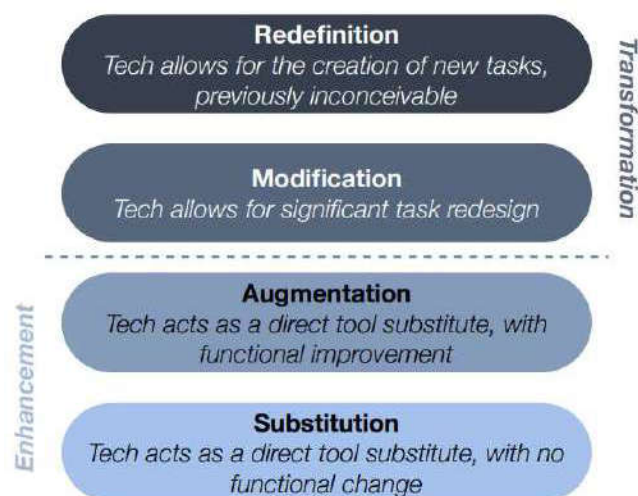 Redefinition
Tech allows for the creation of new tasks,
previously inconceivable
Transformation
Modification
Tech allows for significant task redesign
Augmentation
Tech acts as a direct tool substitute, with
functional improvement
Enhancement
Substitution
Tech acts as a direct tool substitute, with no
functional change